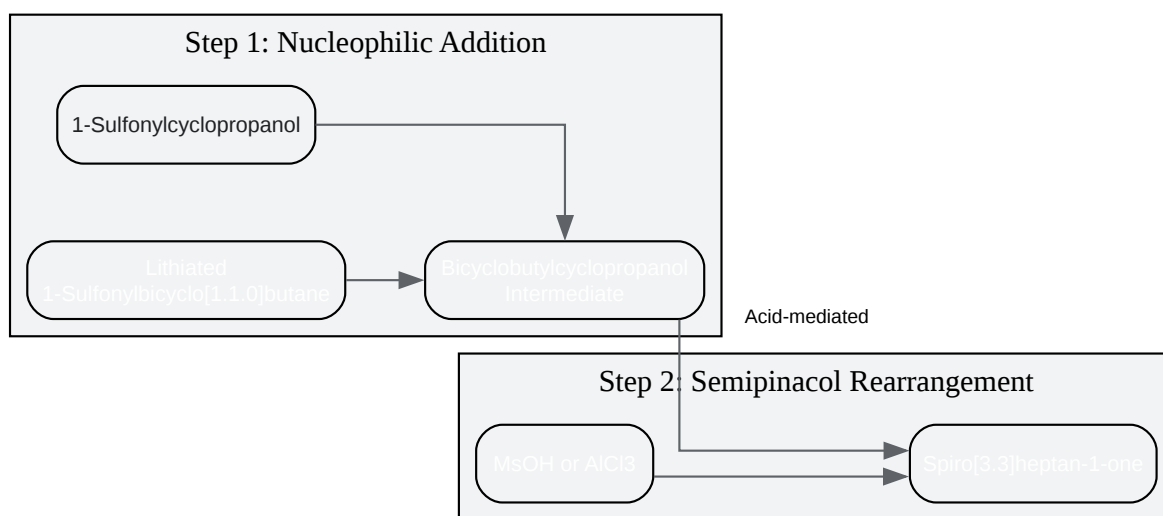 Step 1: Nucleophilic Addition
1-Sulfonylcyclopropanol
Lithiated
1-Sulfonylbicyclo[1.1.0]butane
Bicyclobutylcyclopropanol
Intermediate
Acid-mediated
Step 2: Semipinacol Rearrangement
MsOH or AlCl3
Spiro[3.3]heptan-1-one